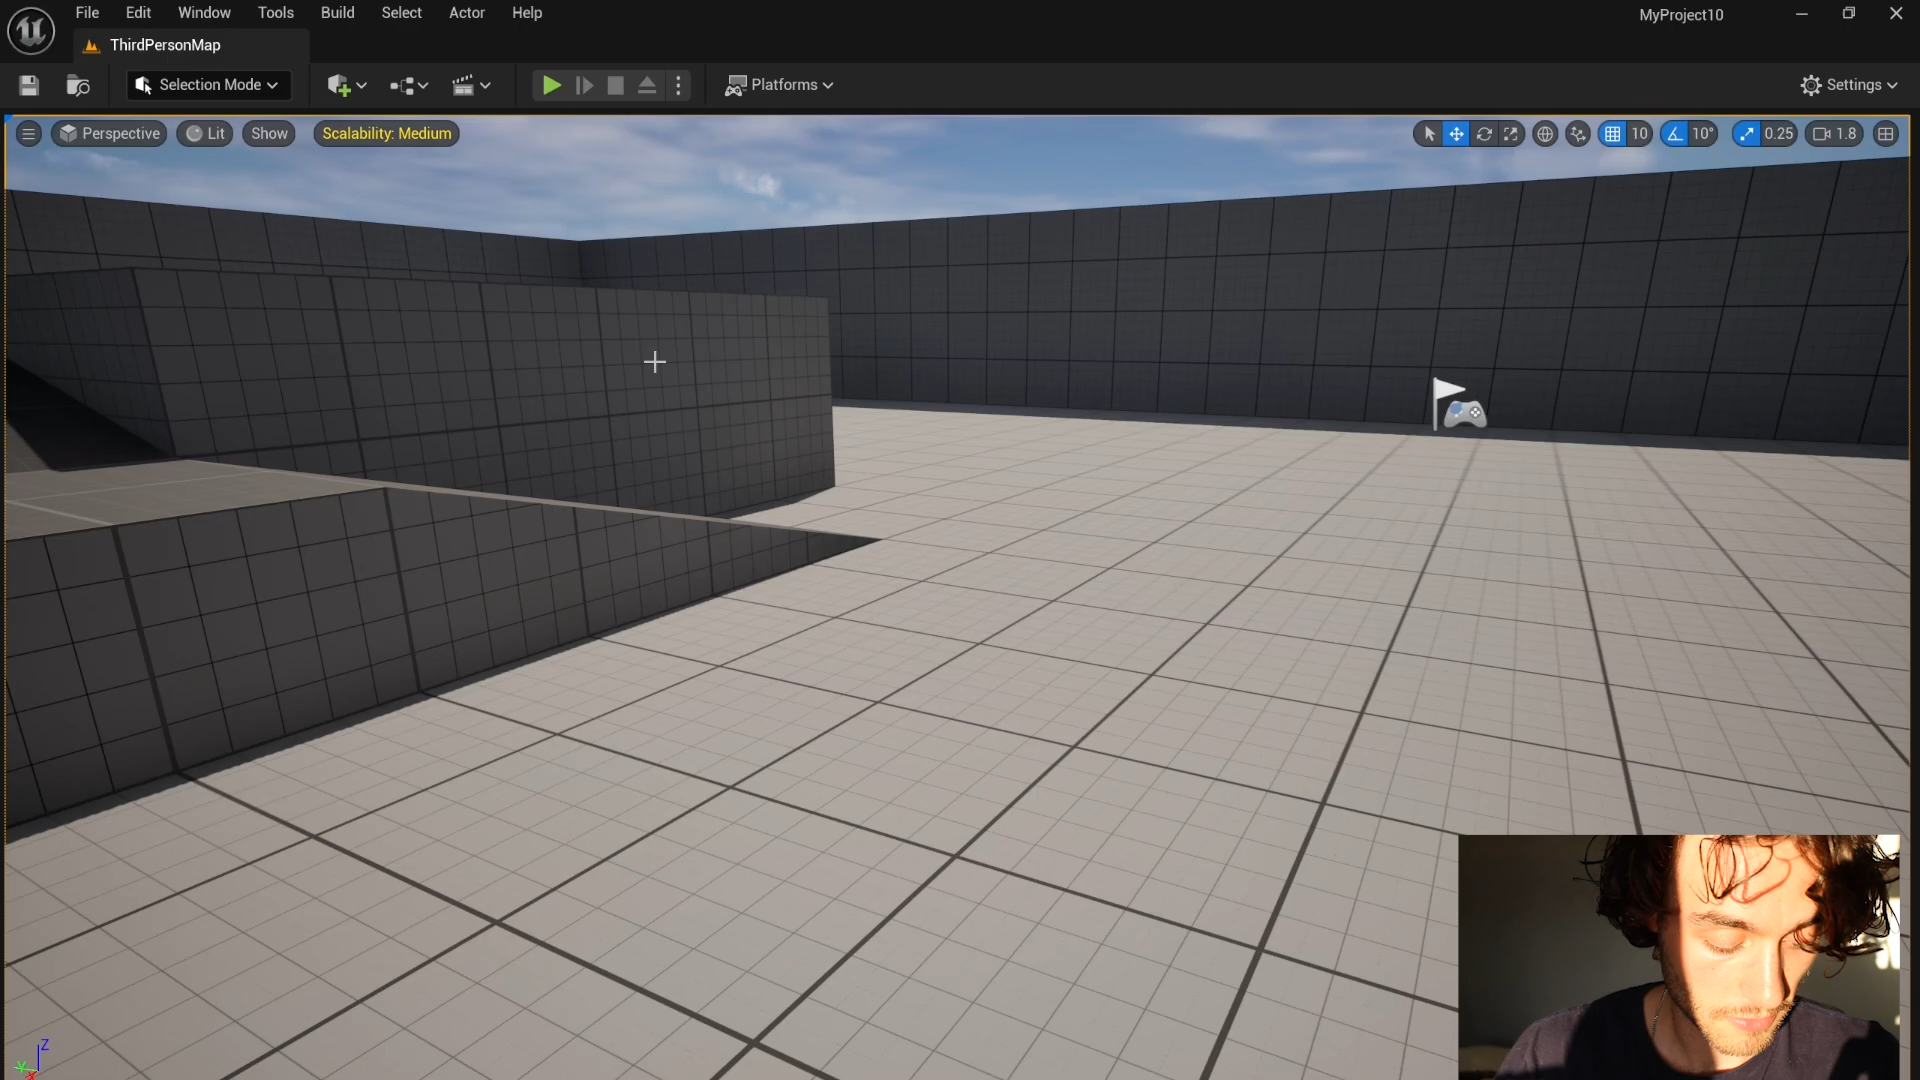 File Edit Window Tools Build Select Actor Help
MyProject10
ThirdPersonMap
Selection Mode
Platforms
Settings
Perspective Lit Show Scalability: Medium
10 10° 0.25 1.8
Z
Y
X